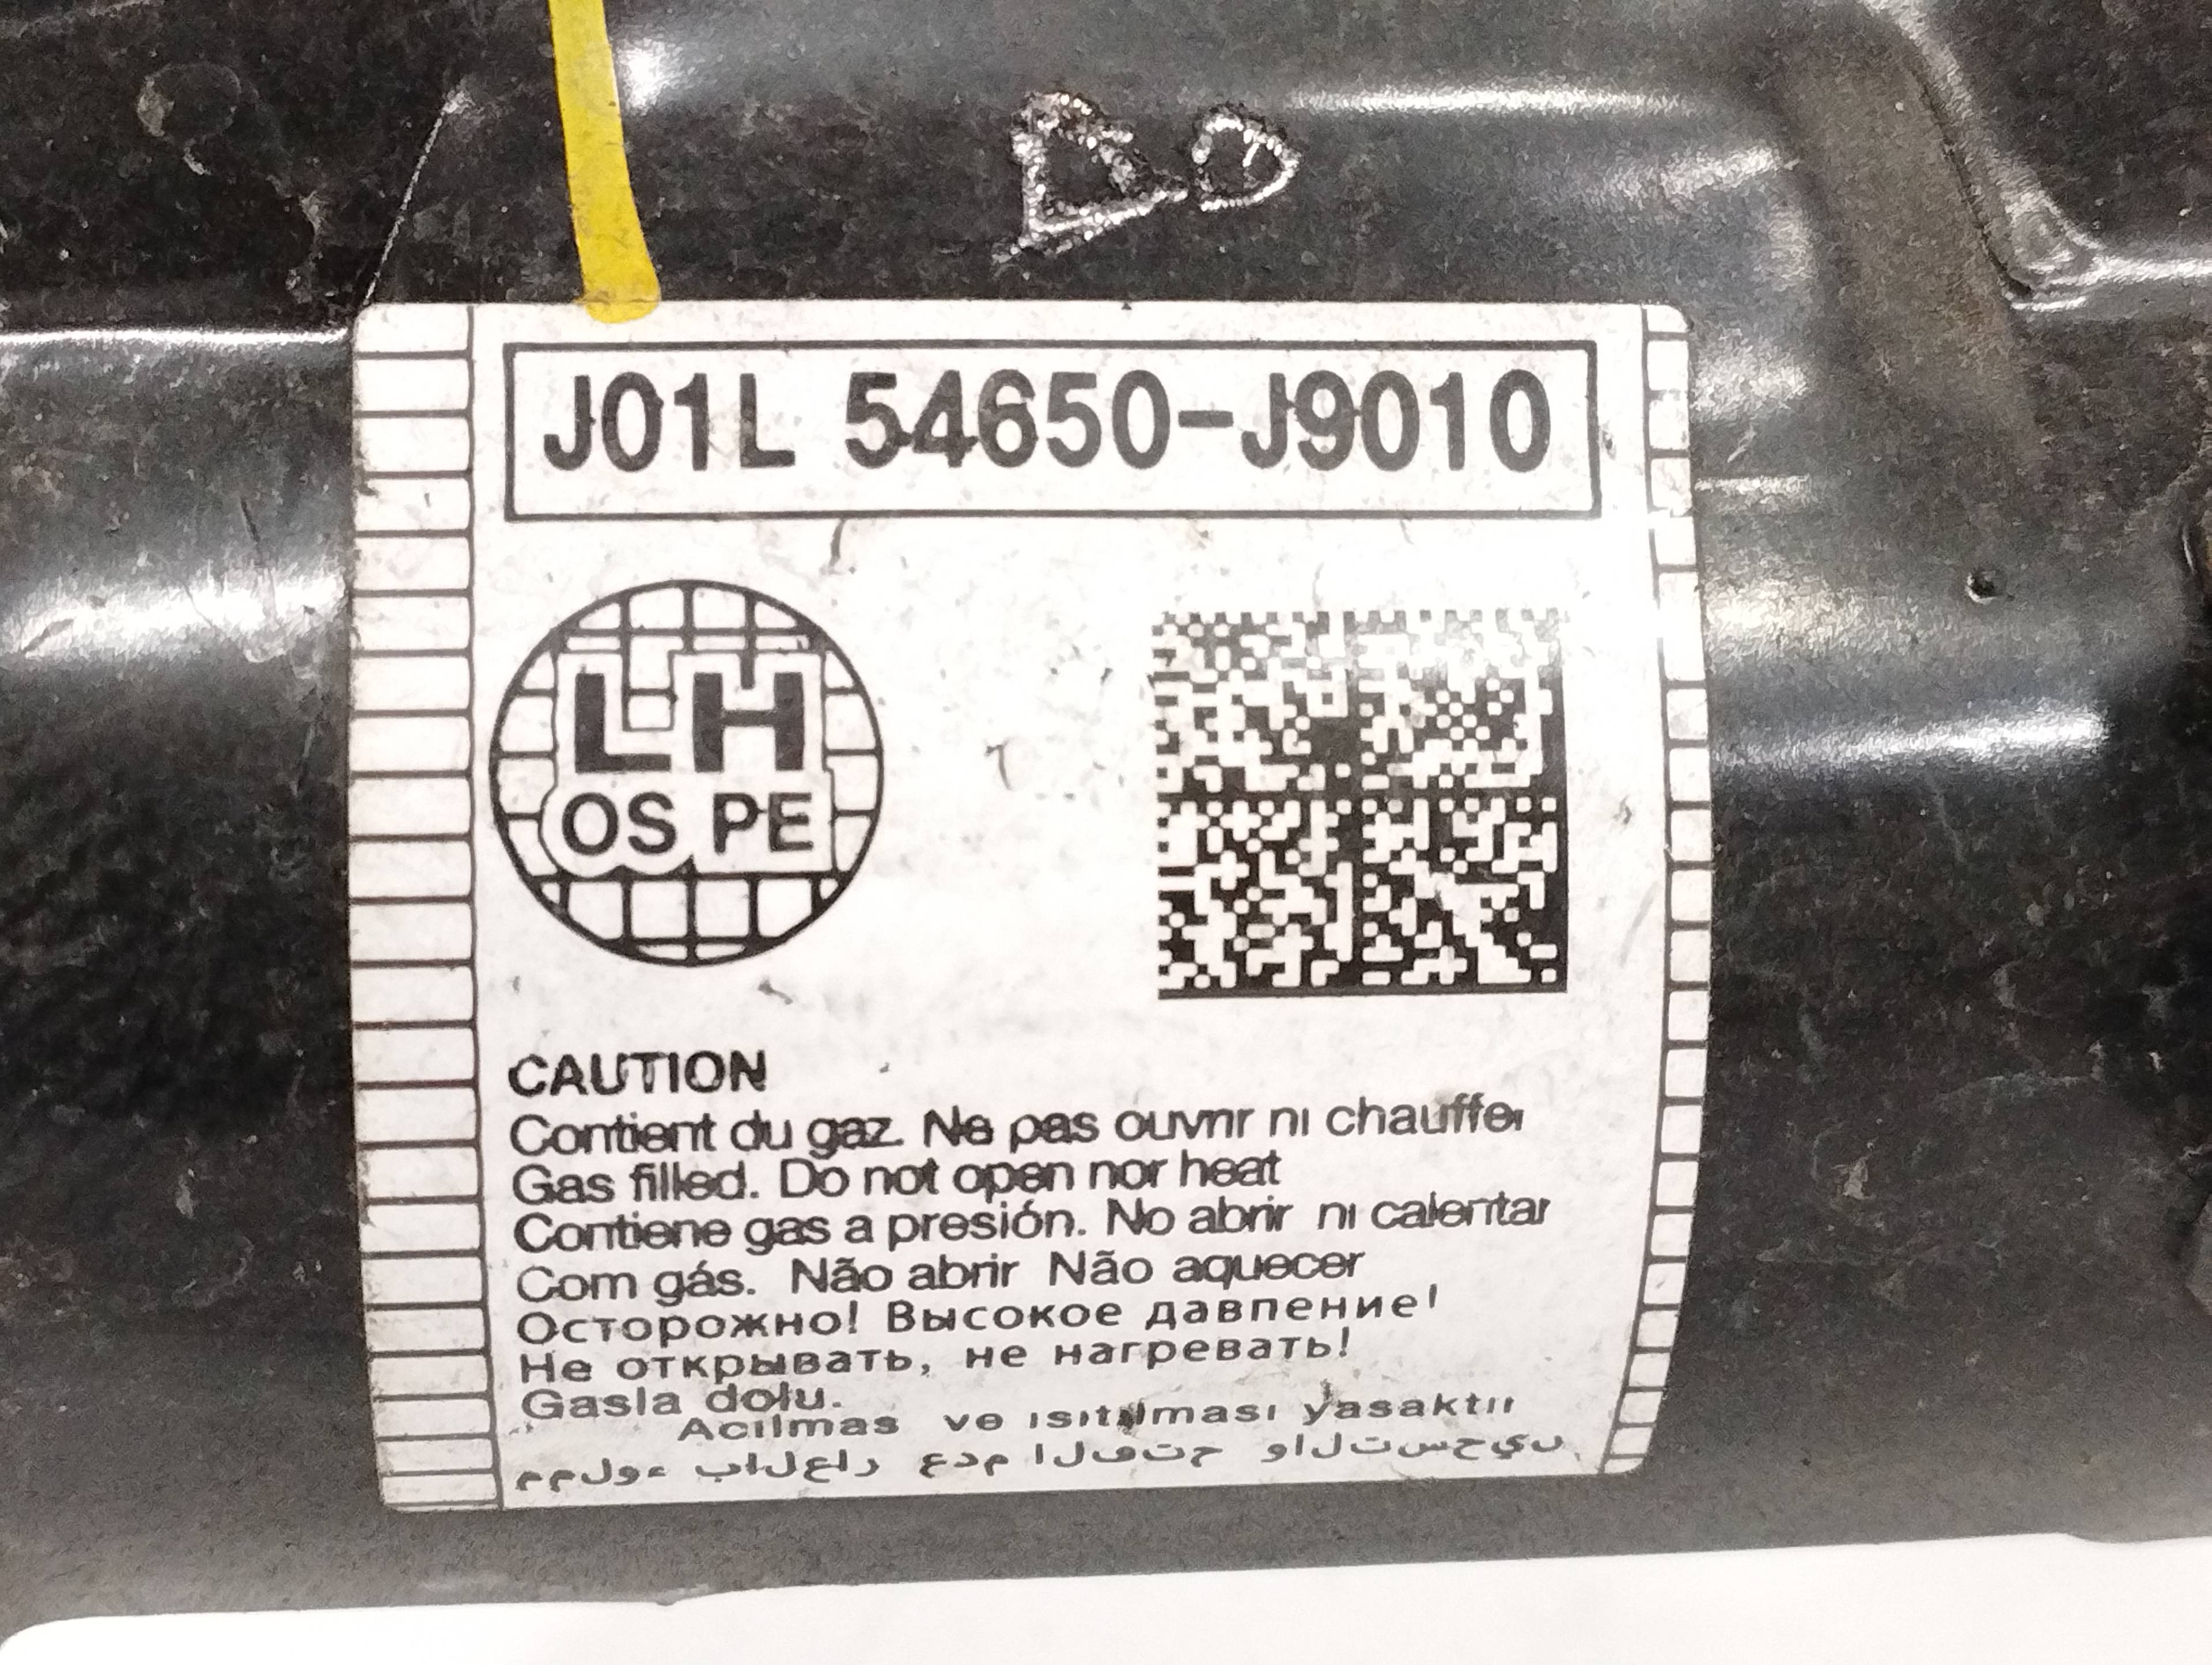 J01L 54650-J9010
LH
OS PE
CAUTION
Contient du gaz. Ne pas ouvrir ni chauffer
Gas filled. Do not open nor heat
Contiene gas a presión. No abrir ni calentar
Com gás. Não abrir Não aquecer
Осторожно! Высокое давление!
Не открывать, не нагревать!
Gasla dolu.
Acilmas ve ısıtılması yasaktır